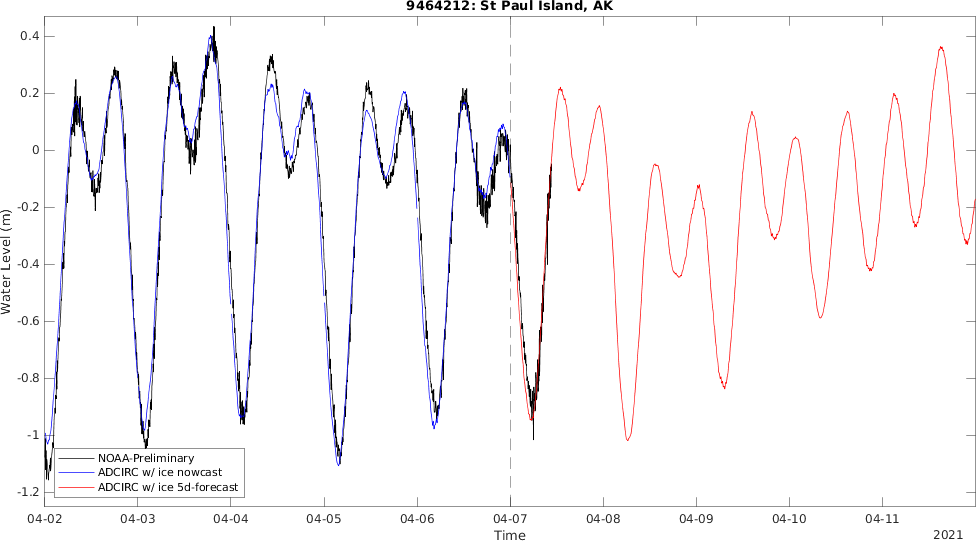 9464212: St Paul Island, AK
Water Level (m)
0.4
0.2
0
-0.2
-0.4
-0.6
-0.8
-1
-1.2
NOAA-Preliminary
ADCIRC w/ ice nowcast
ADCIRC w/ ice 5d-forecast
04-02 04-03 04-04 04-05 04-06 04-07 04-08 04-09 04-10 04-11
Time
2021